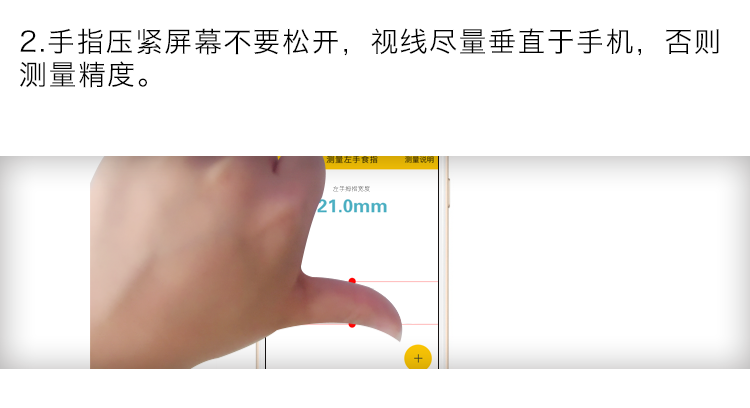 2.手指压紧屏幕不要松开，视线尽量垂直于手机，否则
测量精度。
测量左手食指 测量说明
左手拇指宽度
21.0mm
+